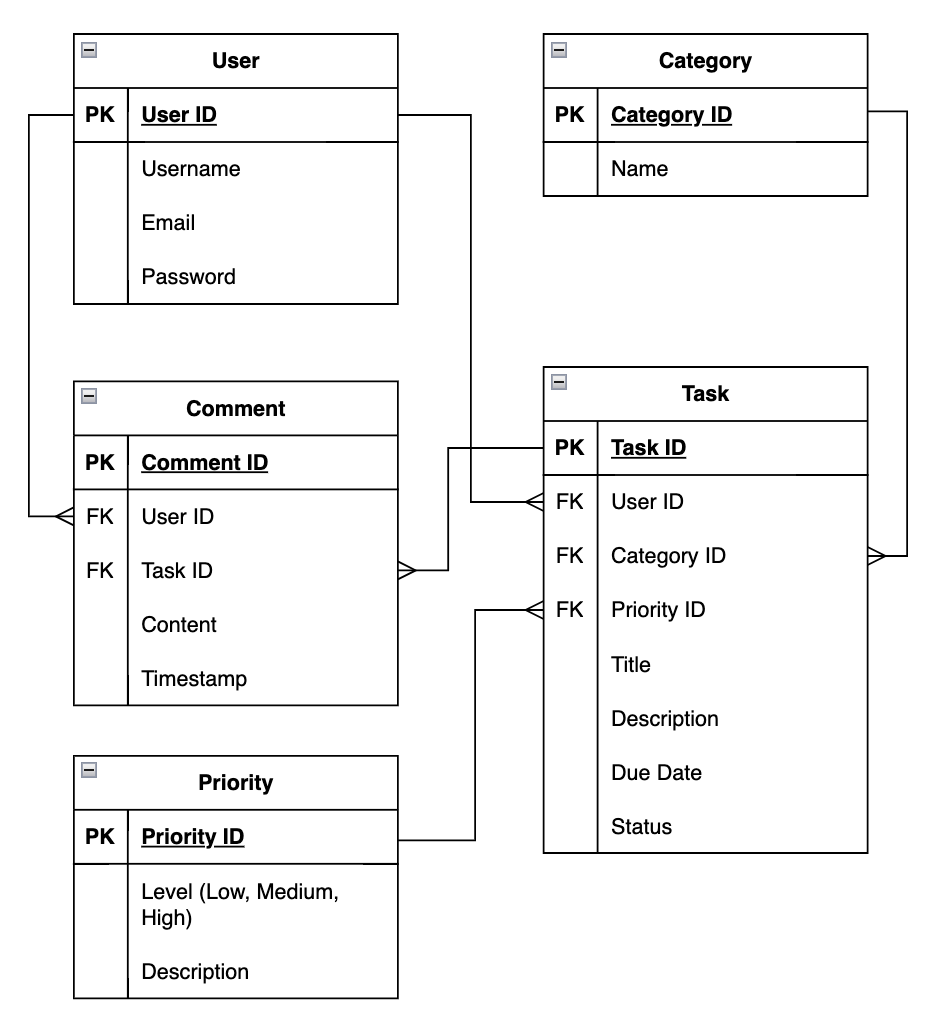 User
PK User ID
Username
Email
Password
Category
PK Category ID
Name
Comment
PK Comment ID
FK User ID
FK Task ID
Content
Timestamp
Task
PK Task ID
FK User ID
FK Category ID
FK Priority ID
Title
Description
Due Date
Status
Priority
PK Priority ID
Level (Low, Medium,
High)
Description